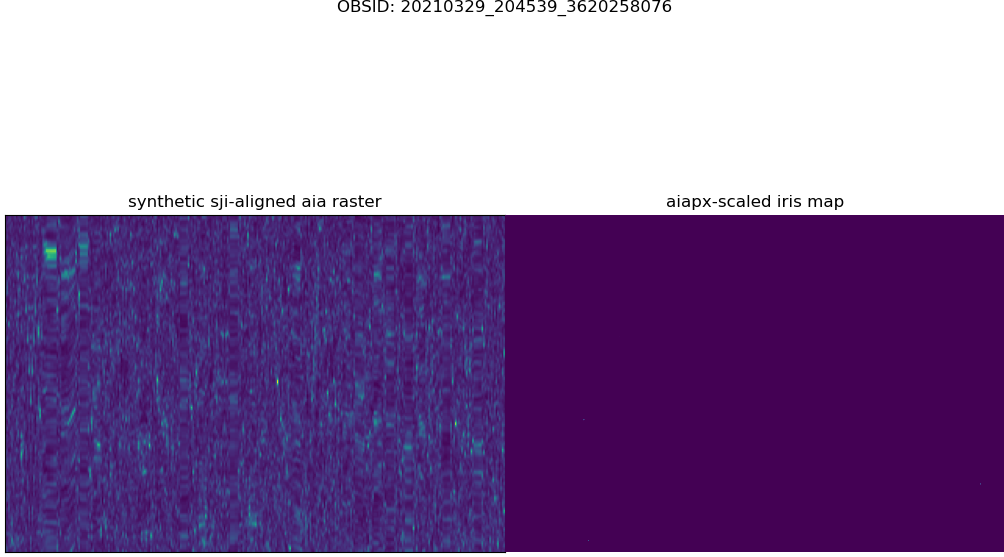 OBSID: 20210329_204539_3620258076
synthetic sji-aligned aia raster
aiapx-scaled iris map